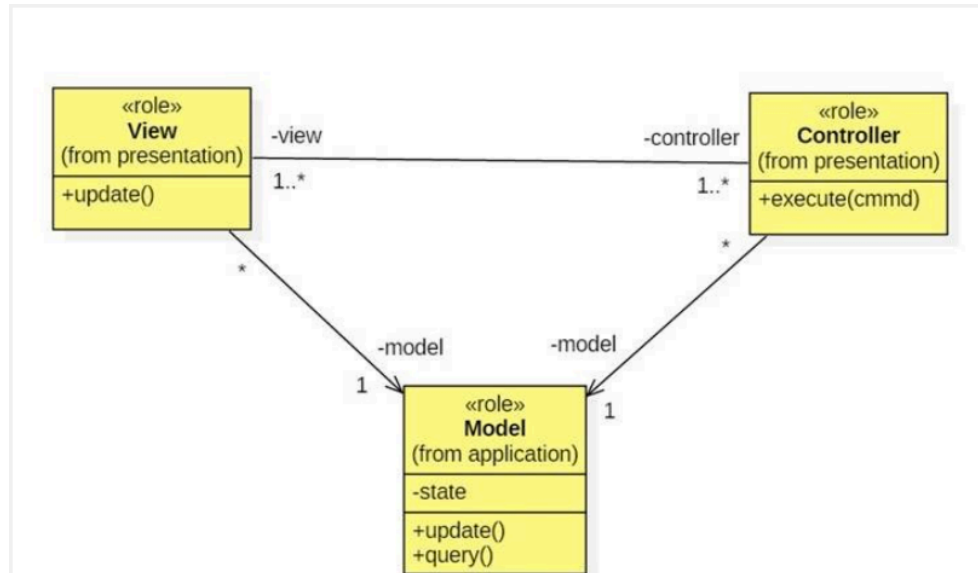 «role»
View
(from presentation)
+update()
-view
1..*
-controller
1..*
«role»
Controller
(from presentation)
+execute(cmmd)
*
-model
1
*
-model
1
«role»
Model
(from application)
-state
+update()
+query()